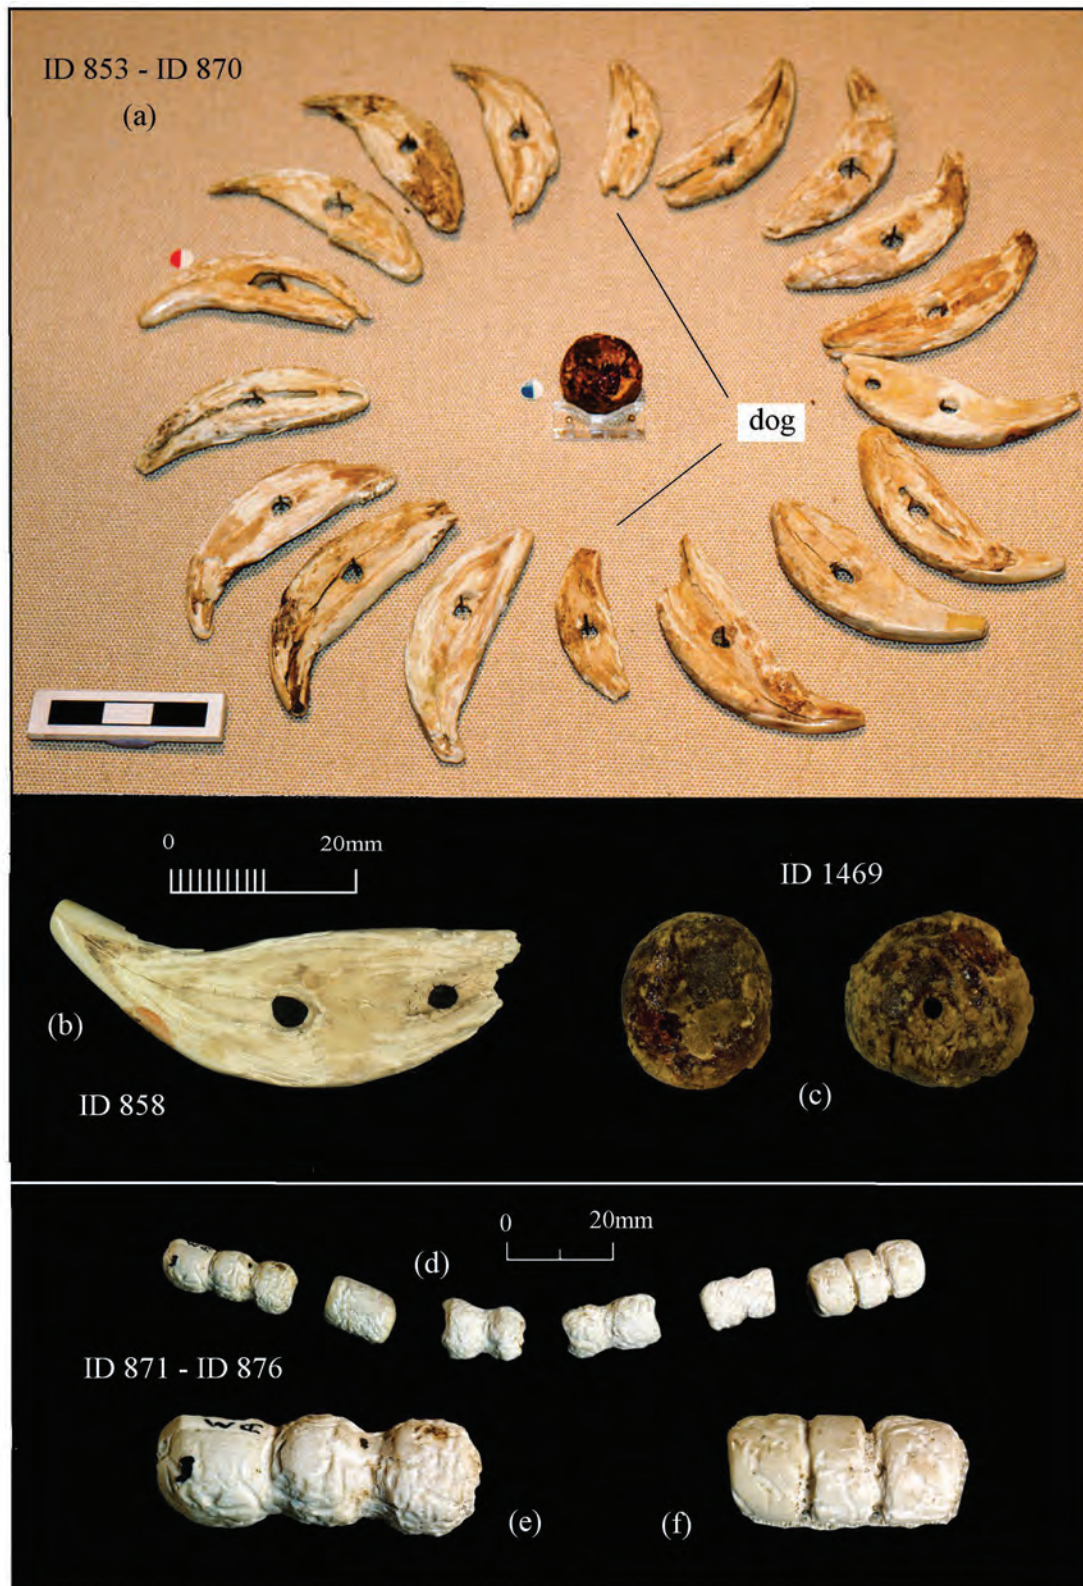 ID 853 - ID 870
(a)
dog
0 20mm
ID 1469
(b)
(c)
ID 858
0 20mm
(d)
ID 871 - ID 876
W
A
(e)
(f)